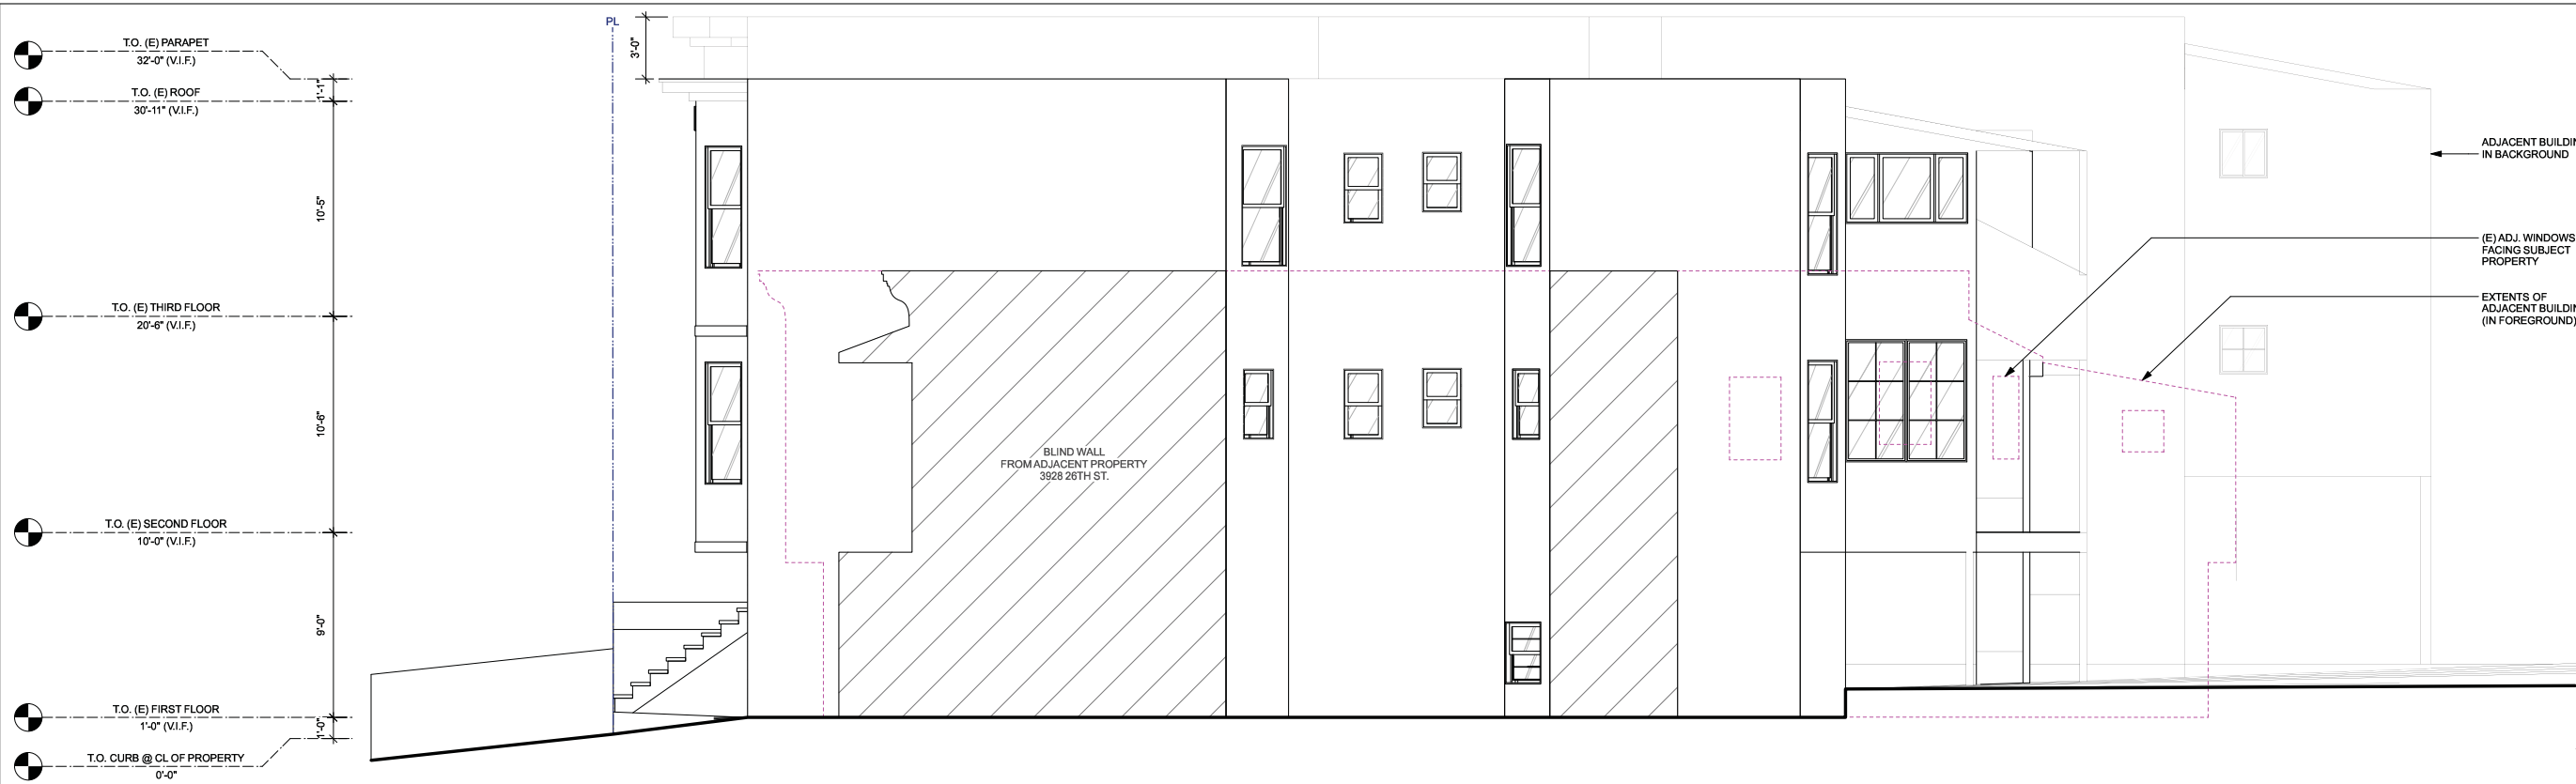 PL
3'-0"
T.O. (E) PARAPET
32'-0" (V.I.F.)
1'-1"
T.O. (E) ROOF
30'-11" (V.I.F.)
10'-5"
T.O. (E) THIRD FLOOR
20'-6" (V.I.F.)
10'-6"
T.O. (E) SECOND FLOOR
10'-0" (V.I.F.)
9'-0"
T.O. (E) FIRST FLOOR
1'-0" (V.I.F.)
1'-0"
T.O. CURB @ CL OF PROPERTY
0'-0"
BLIND WALL
FROM ADJACENT PROPERTY
3928 26TH ST.
ADJACENT BUILDIN
IN BACKGROUND
(E) ADJ. WINDOWS
FACING SUBJECT
PROPERTY
EXTENTS OF
ADJACENT BUILDIN
(IN FOREGROUND)